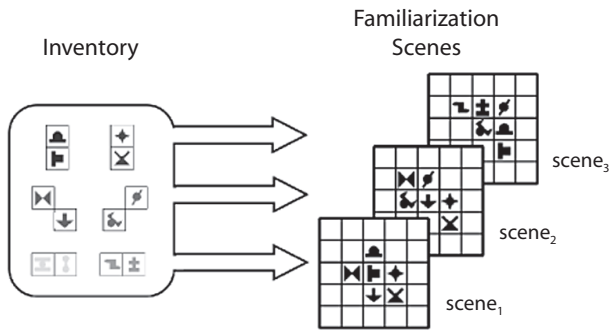 Inventory
Familiarization
Scenes
scene₃
scene₂
scene₁